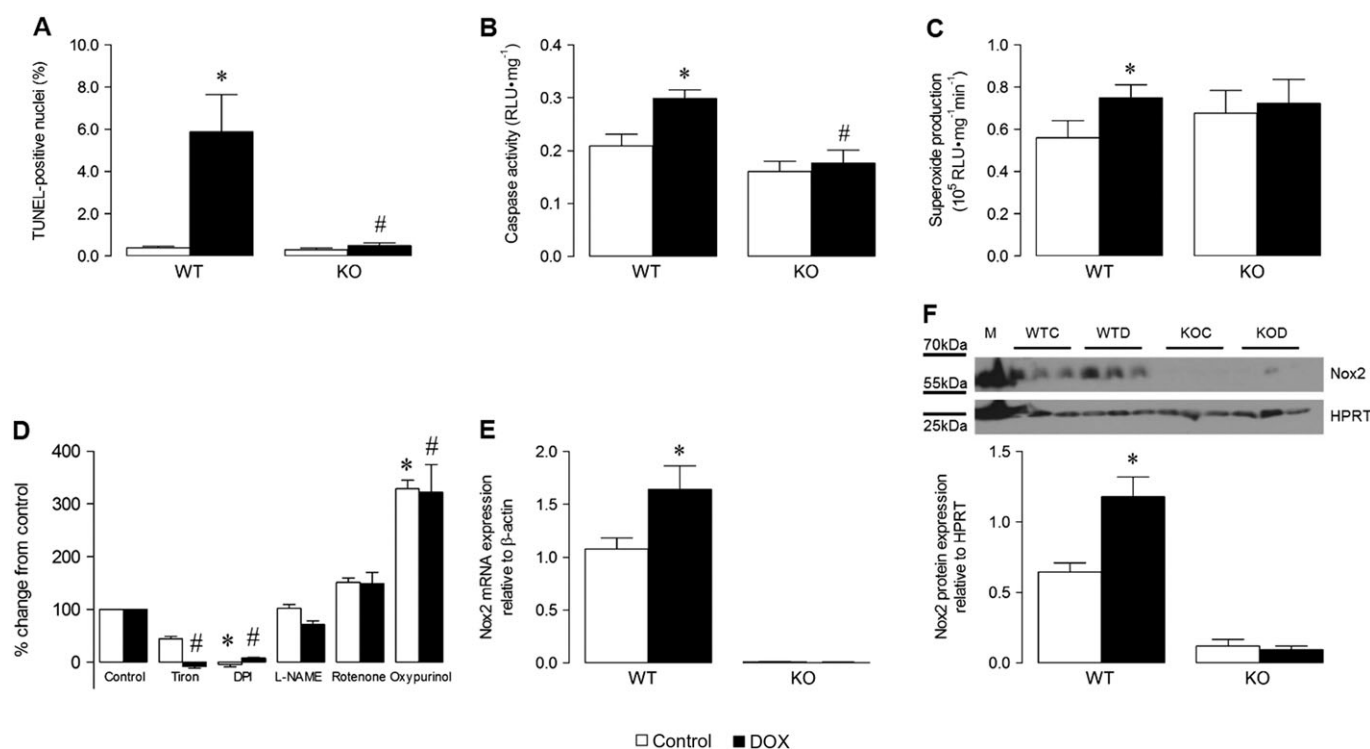 A
TUNEL-positive nuclei (%)
10.0
8.0
6.0
4.0
2.0
0.0
*
#
WT
KO
B
Caspase activity (RLU•mg⁻¹)
0.4
0.3
0.2
0.1
0.0
*
#
WT
KO
C
Superoxide production
(10⁵ RLU•mg⁻¹min⁻¹)
1.0
0.8
0.6
0.4
0.2
0.0
*
WT
KO
D
% change from control
400
300
200
100
0
#
*
#
*
#
Control
Tiron
DPI
L-NAME
Rotenone
Oxypurinol
E
Nox2 mRNA expression
relative to β-actin
2.0
1.5
1.0
0.5
0.0
*
WT
KO
F
M
WTC
WTD
KOC
KOD
70kDa
55kDa
25kDa
Nox2
HPRT
Nox2 protein expression
relative to HPRT
1.5
1.0
0.5
0.0
*
WT
KO
Control
DOX